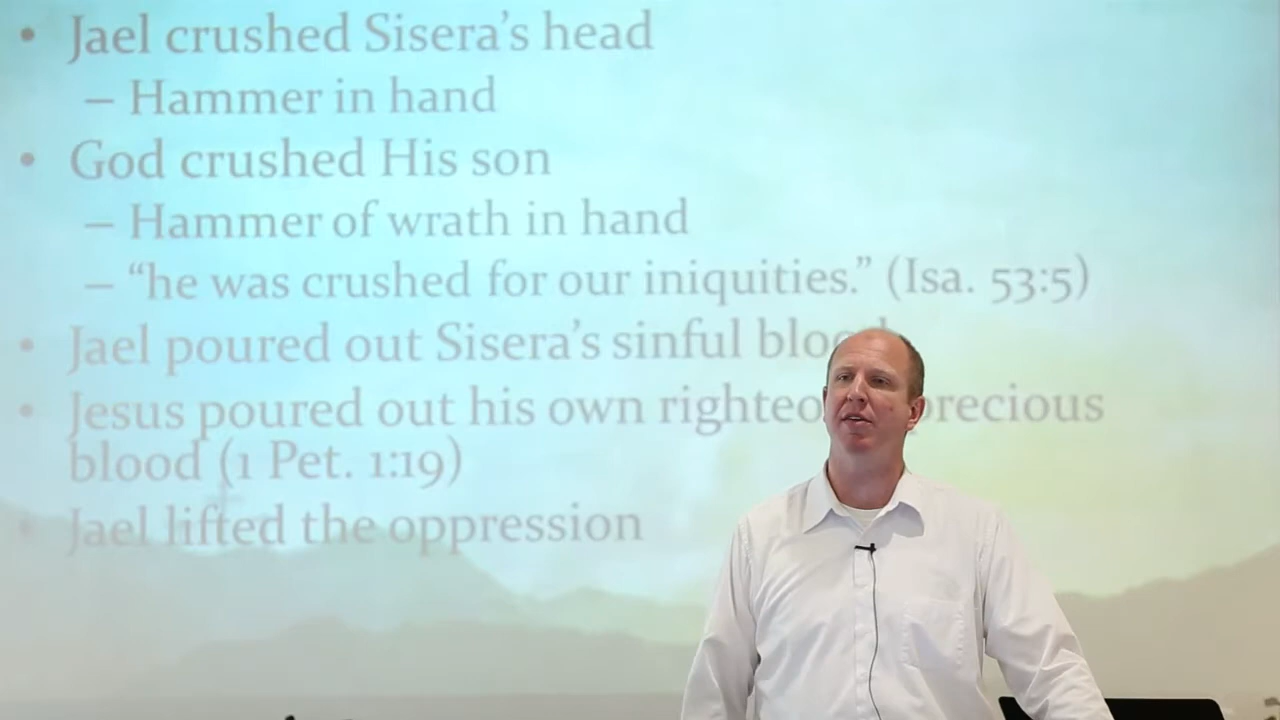 • Jael crushed Sisera's head
– Hammer in hand
• God crushed His son
– Hammer of wrath in hand
– “he was crushed for our iniquities.” (Isa. 53:5)
• Jael poured out Sisera's sinful
• Jesus poured out his own precious
blood (1 Pet. 1:19)
• Jael lifted the oppression